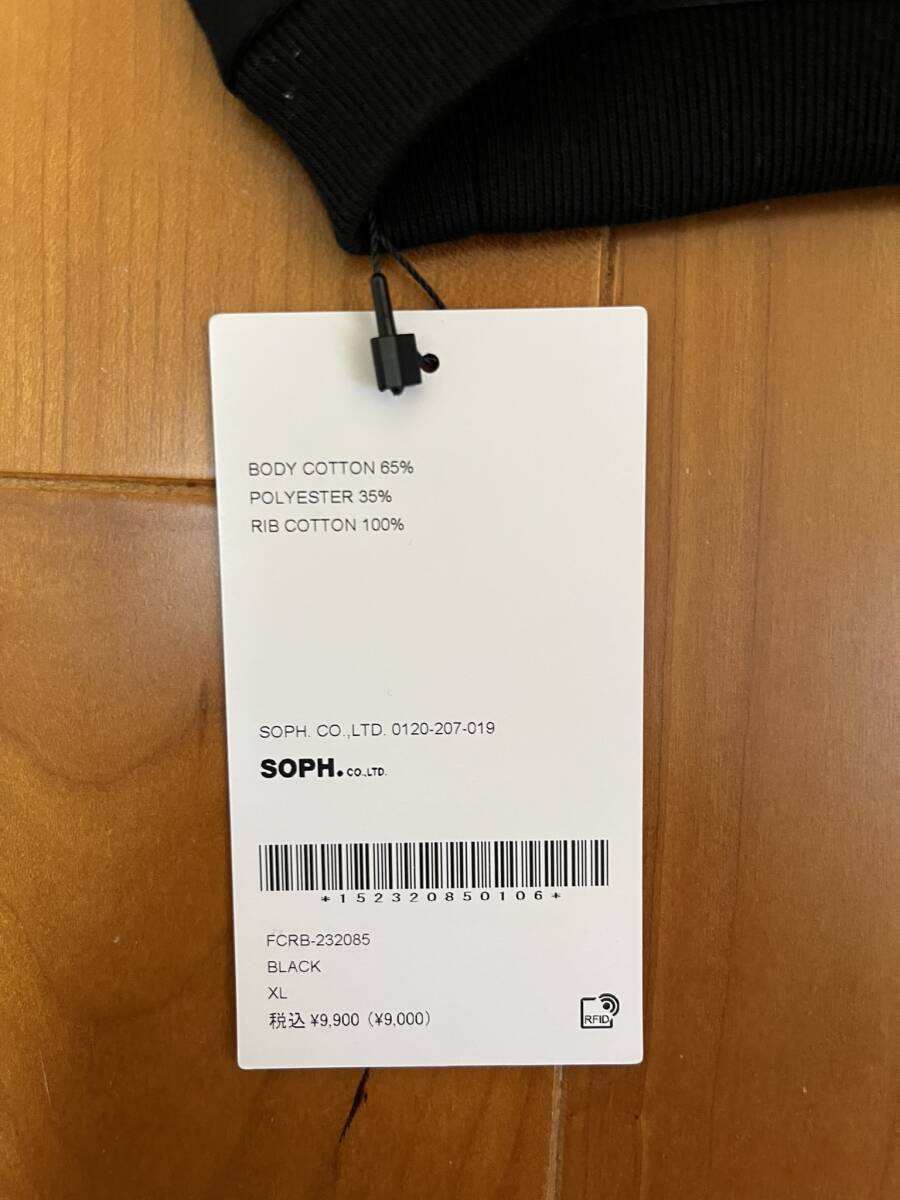 BODY COTTON 65%
POLYESTER 35%
RIB COTTON 100%
SOPH. CO.,LTD. 0120-207-019
SOPH. CO.,LTD.
*152320850106*
FCRB-232085
BLACK
XL
税込 ¥9,900 (¥9,000)
RFID